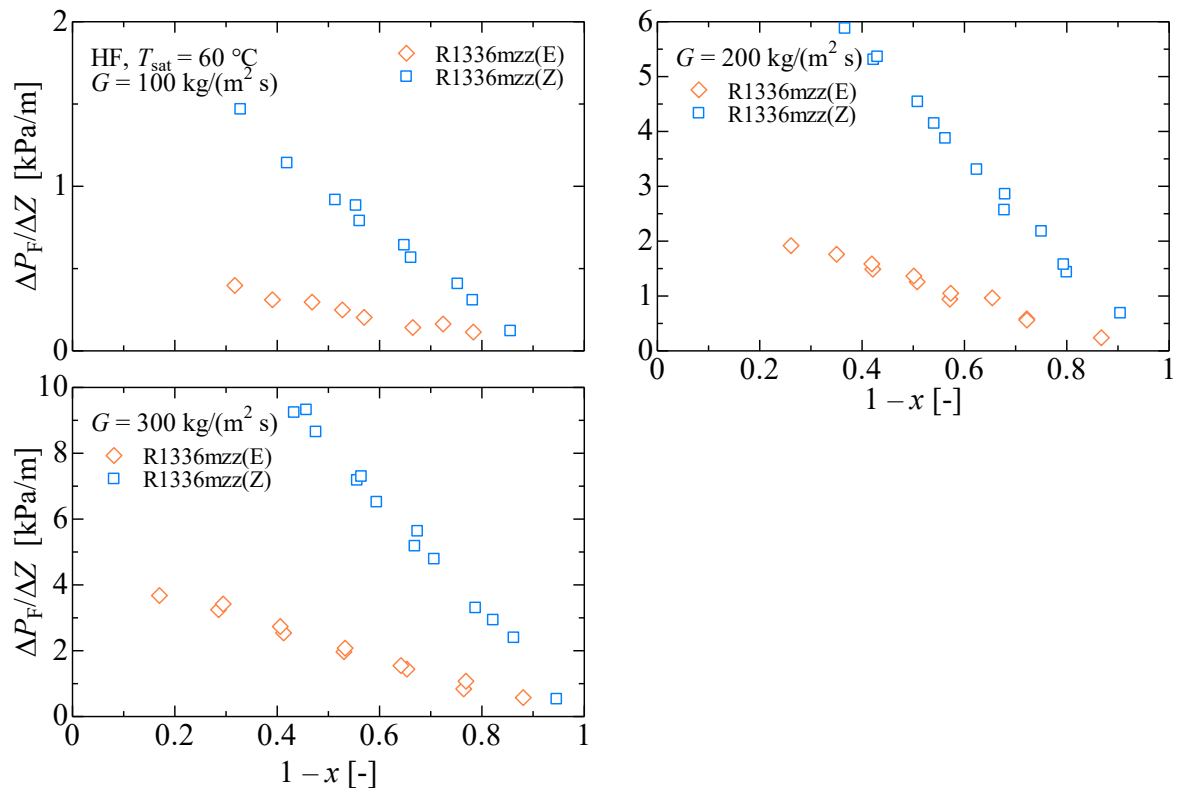 2
1
0
ΔP_F/ΔZ [kPa/m]
HF, T_sat = 60 °C
G = 100 kg/(m² s)
R1336mzz(E)
R1336mzz(Z)
6
5
4
3
2
1
0
G = 200 kg/(m² s)
R1336mzz(E)
R1336mzz(Z)
0 0.2 0.4 0.6 0.8 1
1 – x [-]
10
8
6
4
2
0
ΔP_F/ΔZ [kPa/m]
G = 300 kg/(m² s)
R1336mzz(E)
R1336mzz(Z)
0 0.2 0.4 0.6 0.8 1
1 – x [-]